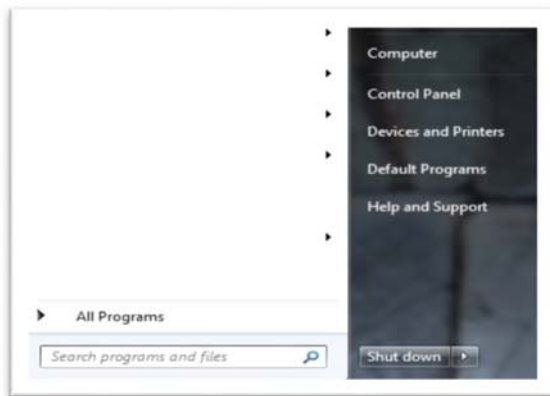 Computer
Control Panel
Devices and Printers
Default Programs
Help and Support
All Programs
Search programs and files
Shut down